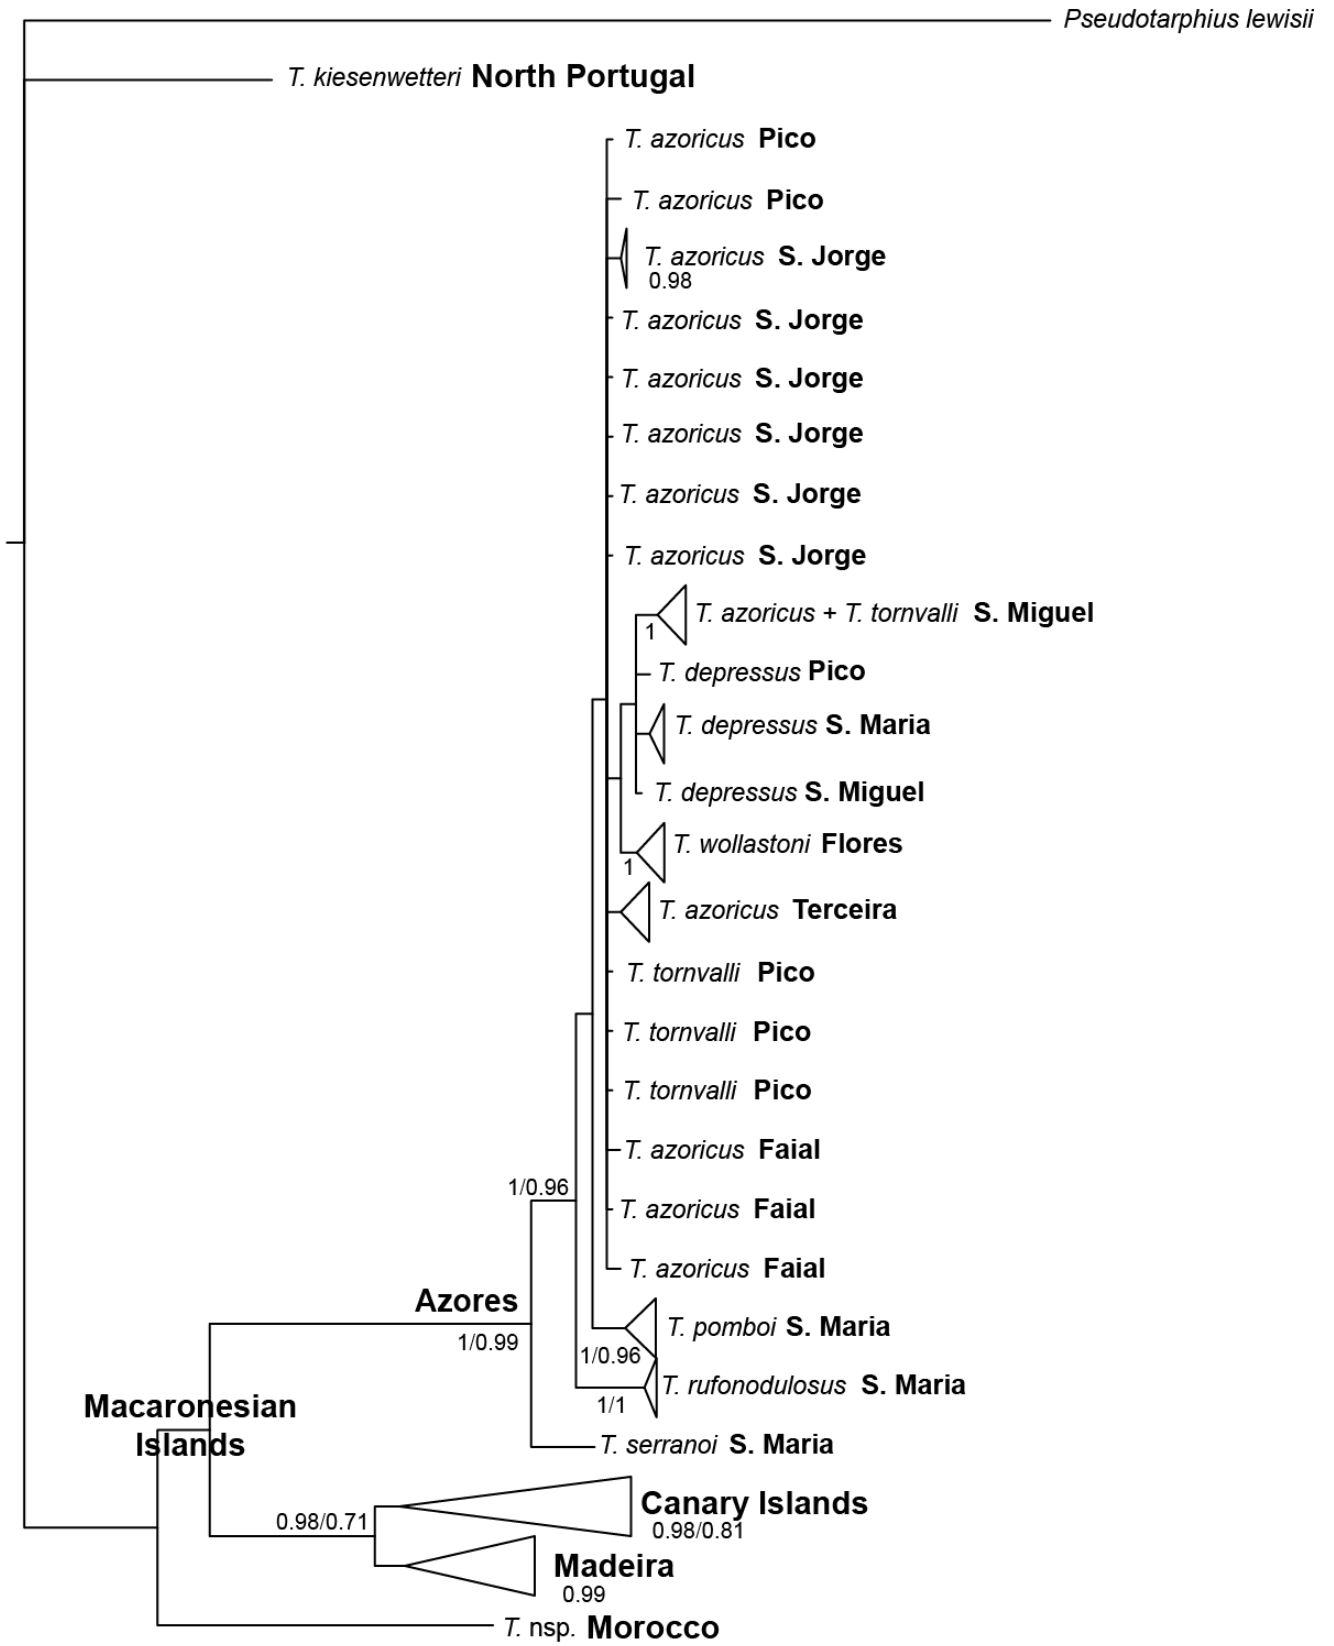 Pseudotarphius lewisii
T. kiesenwetteri North Portugal
T. azoricus Pico
T. azoricus Pico
T. azoricus S. Jorge
0.98
T. azoricus S. Jorge
T. azoricus S. Jorge
T. azoricus S. Jorge
T. azoricus S. Jorge
T. azoricus S. Jorge
T. azoricus + T. tornvalli S. Miguel
1
T. depressus Pico
T. depressus S. Maria
T. depressus S. Miguel
T. wollastoni Flores
1
T. azoricus Terceira
T. tornvalli Pico
T. tornvalli Pico
T. tornvalli Pico
T. azoricus Faial
1/0.96
T. azoricus Faial
T. azoricus Faial
Azores
T. pomboi S. Maria
1/0.99
1/0.96
T. rufonodulosus S. Maria
1/1
Macaronesian
Islands
T. serranoi S. Maria
Canary Islands
0.98/0.71
0.98/0.81
Madeira
0.99
T. nsp. Morocco